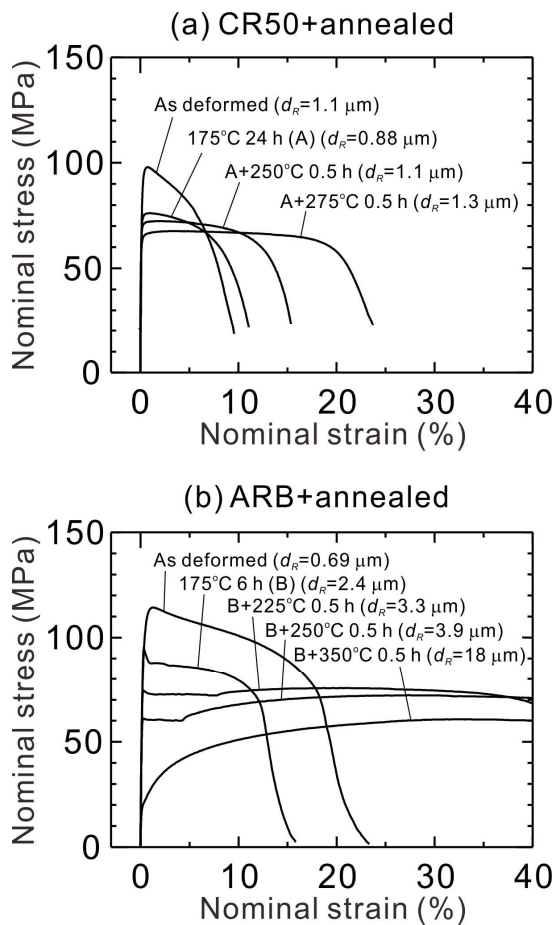 (a) CR50+annealed
150
As deformed (dR=1.1 μm)
175°C 24 h (A) (dR=0.88 μm)
100
A+250°C 0.5 h (dR=1.1 μm)
A+275°C 0.5 h (dR=1.3 μm)
50
0
Nominal stress (MPa)
0 10 20 30 40
Nominal strain (%)
(b) ARB+annealed
150
As deformed (dR=0.69 μm)
175°C 6 h (B) (dR=2.4 μm)
B+225°C 0.5 h (dR=3.3 μm)
100
B+250°C 0.5 h (dR=3.9 μm)
B+350°C 0.5 h (dR=18 μm)
50
0
Nominal stress (MPa)
0 10 20 30 40
Nominal strain (%)